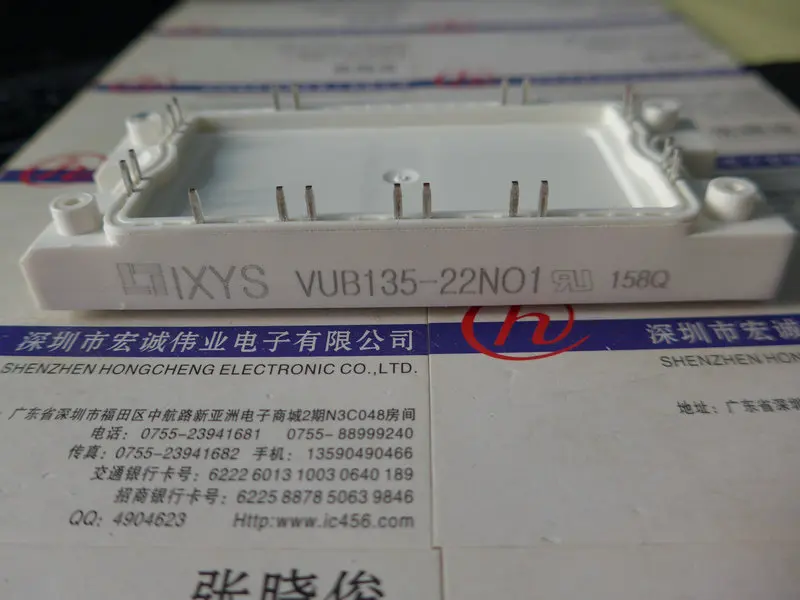 IXYS VUB135-22NO1 RU 158Q
深圳市宏诚伟业电子有限公司
SHENZHEN HONGCHENG ELECTRONIC CO.,LTD.
广东省深圳市福田区中航路新亚洲电子商城2期N3C048房间
电话: 0755-23941681 0755-88999240
传真: 0755-23941682 手机: 13590490466
交通银行卡号: 6222 6013 1003 0640 189
招商银行卡号: 6225 8878 5063 9846
QQ: 4904623 Http:www.ic456.com
张晓俊
h
深圳市宏诚
SHENZHEN HON
地址: 广东省深圳